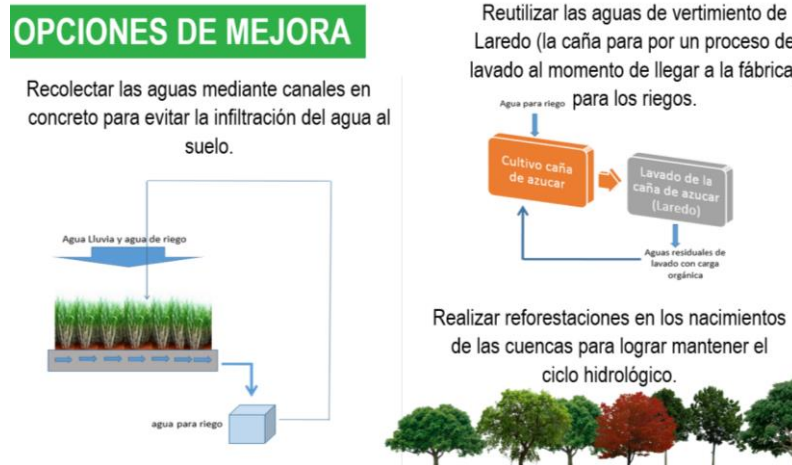 OPCIONES DE MEJORA
Recolectar las aguas mediante canales en
concreto para evitar la infiltración del agua al
suelo.
Agua Lluvia y agua de riego
agua para riego
Reutilizar las aguas de vertimiento de
Laredo (la caña para por un proceso de
lavado al momento de llegar a la fábrica
para los riegos.
Agua para riego
Cultivo caña
de azucar
Lavado de la
caña de azucar
(Laredo)
Aguas residuales de
lavado con carga
orgánica
Realizar reforestaciones en los nacimientos
de las cuencas para lograr mantener el
ciclo hidrológico.